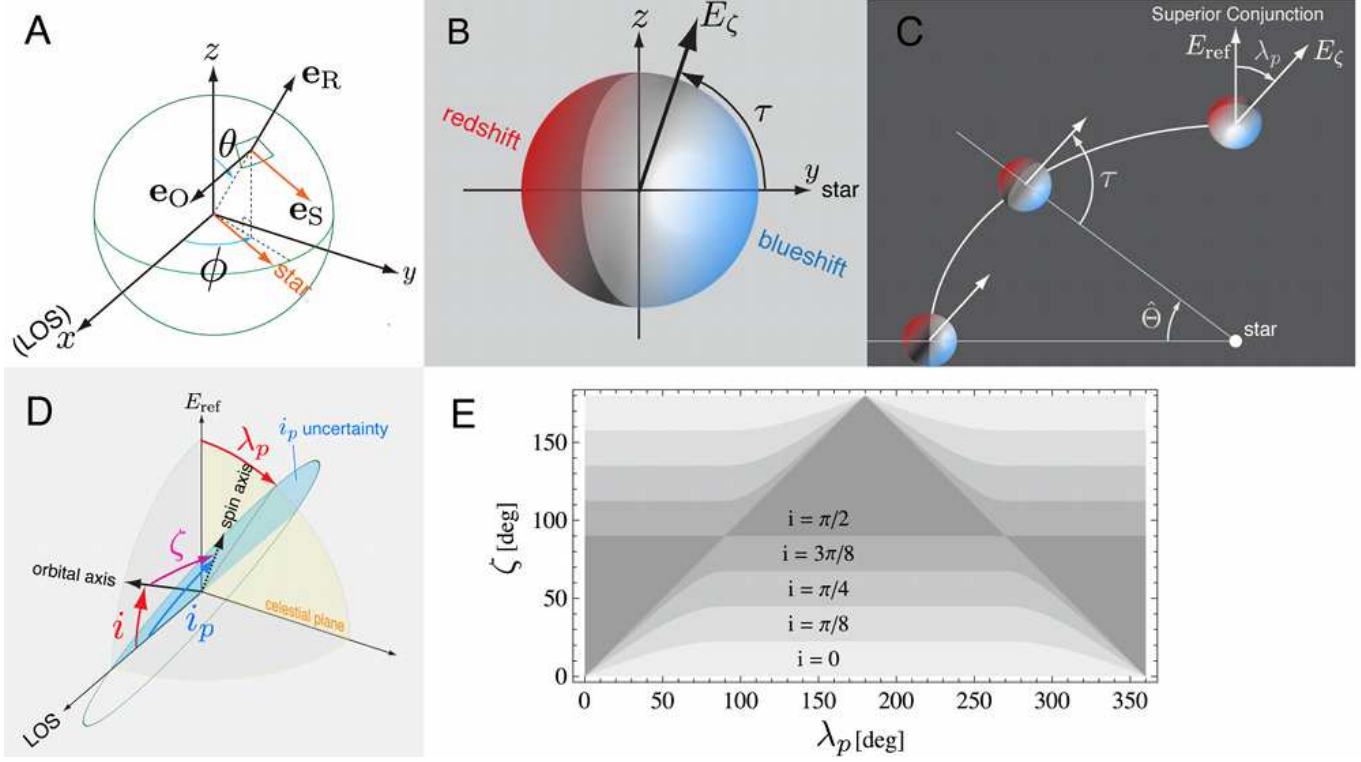 A
z
e_R
θ
e_O
e_S
ϕ
star
y
(LOS)
x
B
z
E_ζ
redshift
τ
y
star
blueshift
C
Superior Conjunction
E_ref
λ_p
E_ζ
τ
Θ̂
star
D
E_ref
i_p uncertainty
λ_p
spin axis
ζ
orbital axis
celestial plane
i
i_p
LOS
E
150
100
50
0
ζ [deg]
i = π/2
i = 3π/8
i = π/4
i = π/8
i = 0
0 50 100 150 200 250 300 350
λ_p [deg]